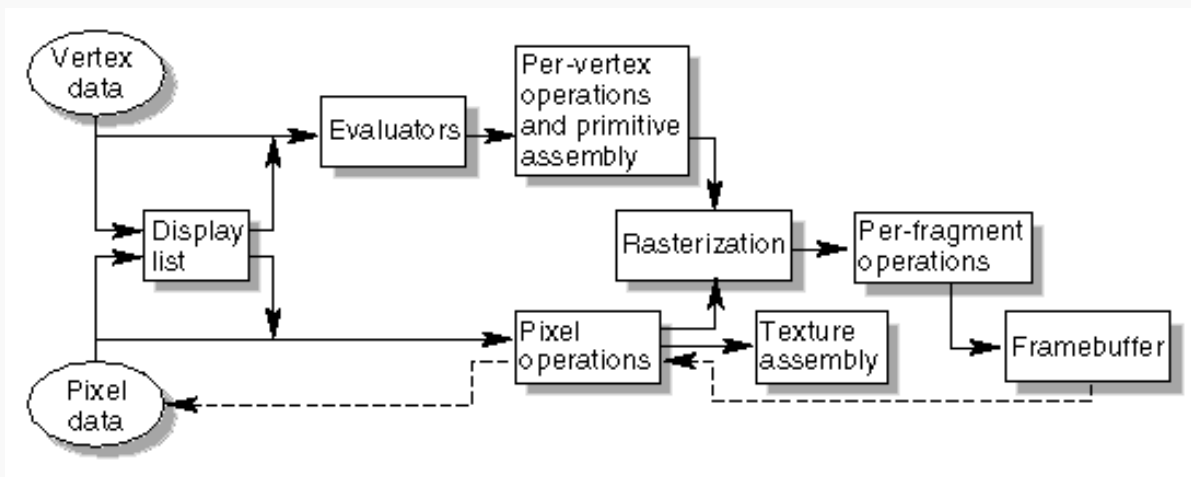 Vertex
data
Evaluators
Per-vertex
operations
and primitive
assembly
Display
list
Rasterization
Per-fragment
operations
Pixel
operations
Texture
assembly
Framebuffer
Pixel
data